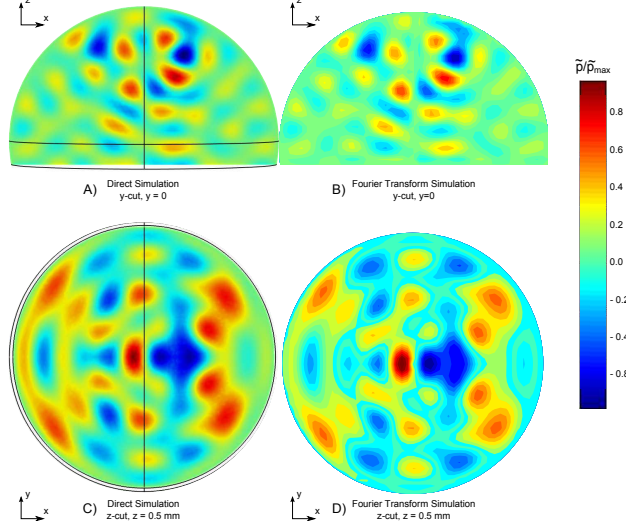 z
x
z
x
p̃/p̃max
0.8
0.6
0.4
0.2
0.0
- 0.2
- 0.4
- 0.6
- 0.8
A) Direct Simulation
y-cut, y = 0
B) Fourier Transform Simulation
y-cut, y=0
y
x
C) Direct Simulation
z-cut, z = 0.5 mm
y
x
D) Fourier Transform Simulation
z-cut, z = 0.5 mm